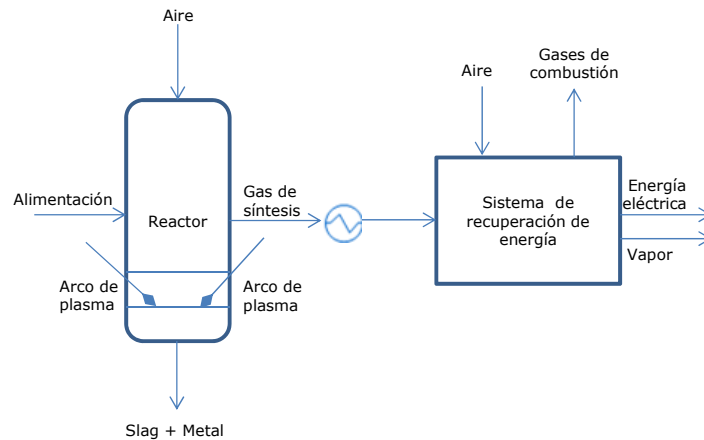 Aire
Gases de
combustión
Aire
Alimentación
Reactor
Gas de
síntesis
Sistema de
recuperación de
energía
Energía
eléctrica
Vapor
Arco de
plasma
Arco de
plasma
Slag + Metal